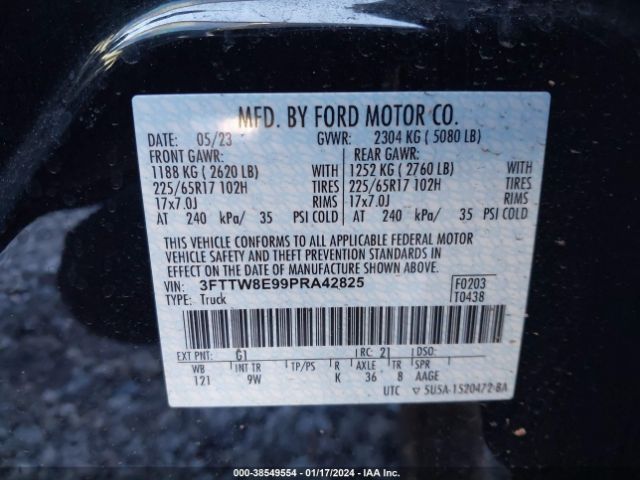 MFD. BY FORD MOTOR CO.
DATE: 05/23 GVWR: 2304 KG ( 5080 LB)
FRONT GAWR: REAR GAWR:
1188 KG ( 2620 LB) WITH 1252 KG ( 2760 LB) WITH
225/65R17 102H TIRES 225/65R17 102H TIRES
17x7.0J RIMS 17x7.0J RIMS
AT 240 kPa/ 35 PSI COLD AT 240 kPa/ 35 PSI COLD
THIS VEHICLE CONFORMS TO ALL APPLICABLE FEDERAL MOTOR
VEHICLE SAFETY AND THEFT PREVENTION STANDARDS IN
EFFECT ON THE DATE OF MANUFACTURE SHOWN ABOVE.
VIN: 3FTTW8E99PRA42825 F0203
TYPE: Truck T0438
EXT PNT: G1 RC: 21 DSO:
WB INT TR TP/PS R AXLE TR SPR
121 9W K 36 8 AAGE
UTC ▽ 5U5A-1520472-BA
000-38549554 - 01/17/2024 - IAA Inc.